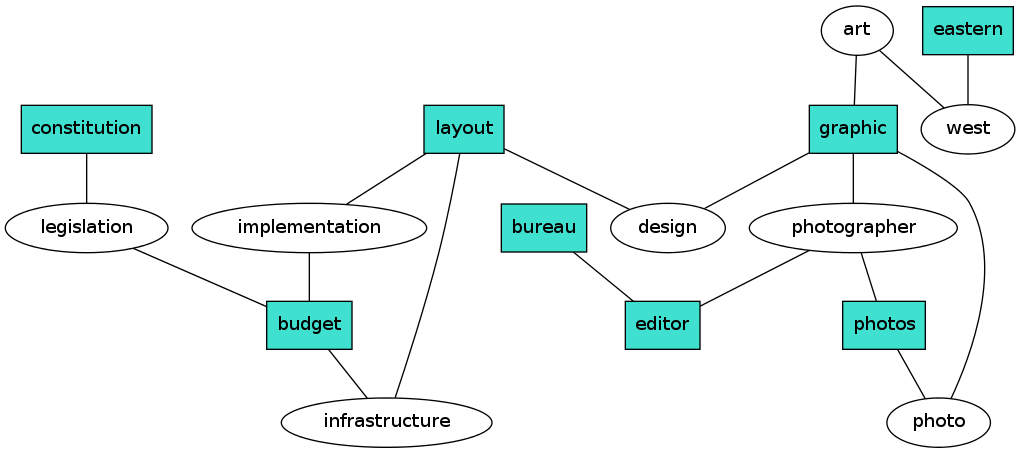 art
eastern
constitution
layout
graphic
west
legislation
implementation
bureau
design
photographer
budget
editor
photos
infrastructure
photo